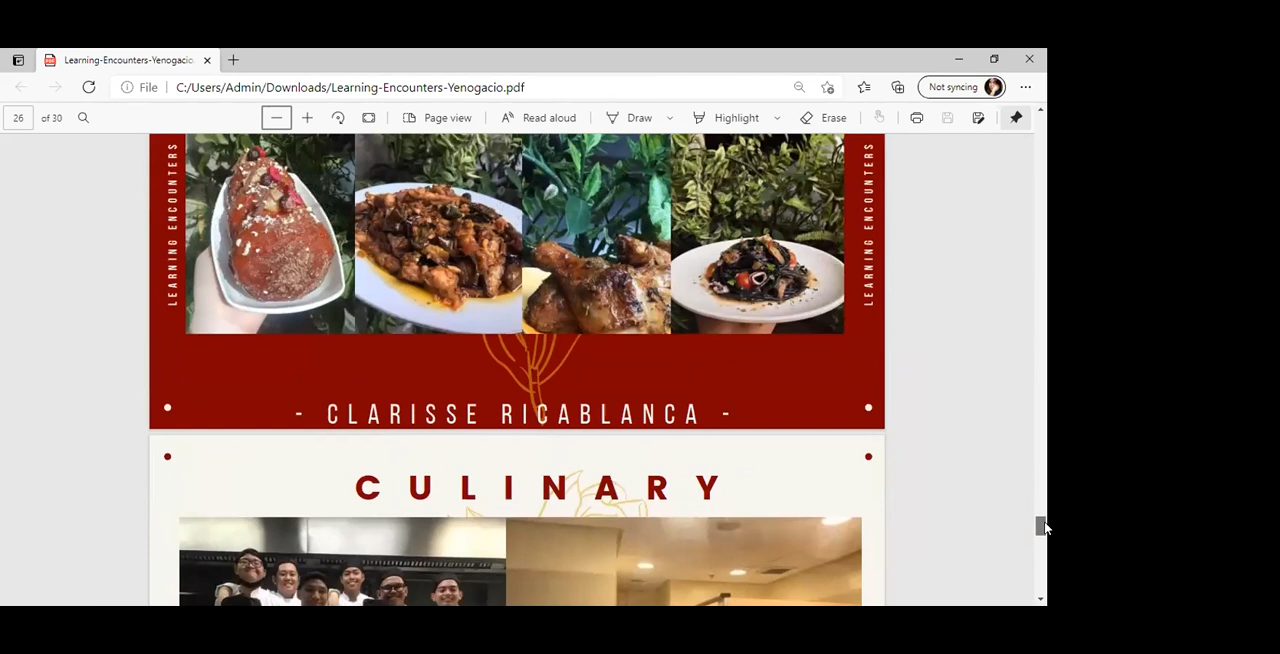 Learning-Encounters-Yenogacio
File
C:/Users/Admin/Downloads/Learning-Encounters-Yenogacio.pdf
Not syncing
26 of 30
Page view
Read aloud
Draw
Highlight
Erase
LEARNING ENCOUNTERS
LEARNING ENCOUNTERS
- CLARISSE RICABLANCA -
CULINARY